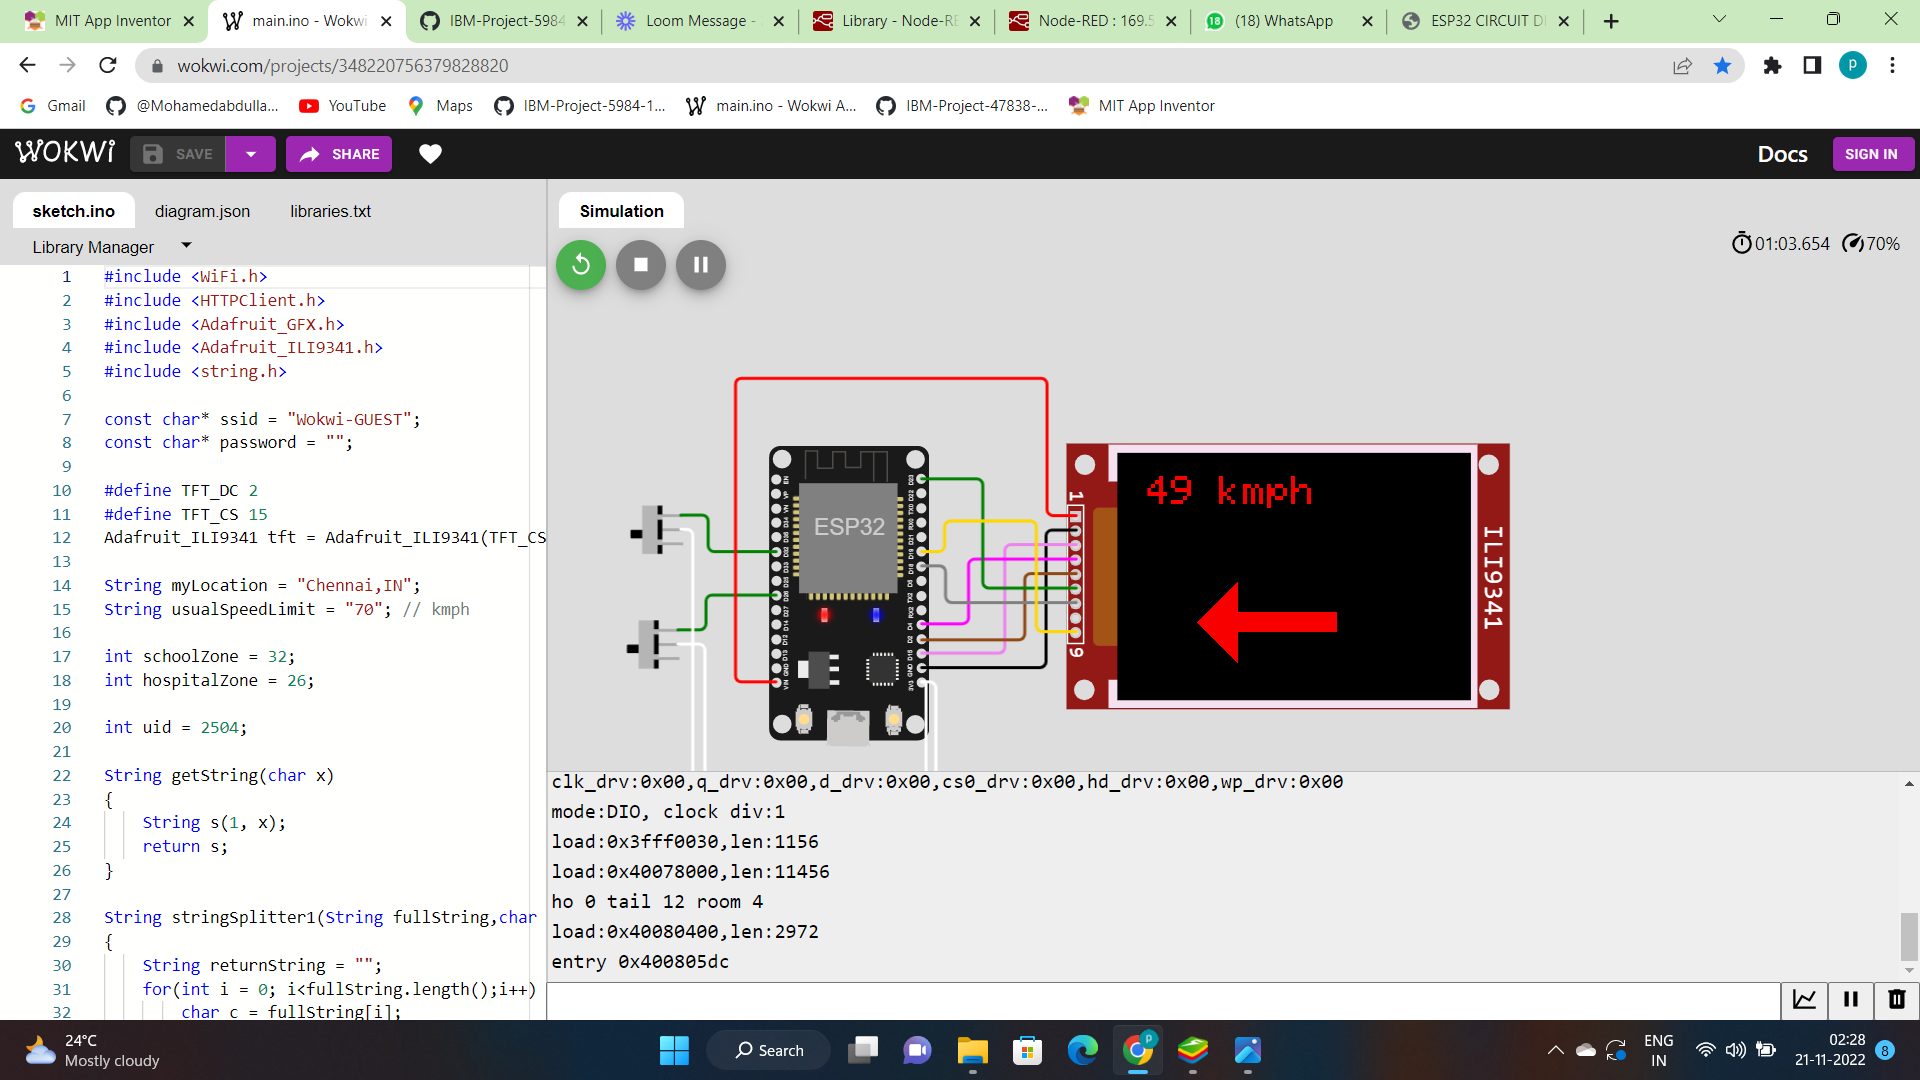 MIT App Inventor
main.ino - Wokwi
IBM-Project-5984
Loom Message -
Library - Node-RE
Node-RED : 169.5
(18) WhatsApp
ESP32 CIRCUIT DI
wokwi.com/projects/348220756379828820
P
Gmail
@Mohamedabdulla...
YouTube
Maps
IBM-Project-5984-1...
main.ino - Wokwi A...
IBM-Project-47838-...
MIT App Inventor
WOKWI
SAVE
SHARE
Docs
SIGN IN
sketch.ino
diagram.json
libraries.txt
Library Manager
Simulation
01:03.654
70%
1 #include <WiFi.h>
2 #include <HTTPClient.h>
3 #include <Adafruit_GFX.h>
4 #include <Adafruit_ILI9341.h>
5 #include <string.h>
6
7 const char* ssid = "Wokwi-GUEST";
8 const char* password = "";
9
10 #define TFT_DC 2
11 #define TFT_CS 15
12 Adafruit_ILI9341 tft = Adafruit_ILI9341(TFT_CS
13
14 String myLocation = "Chennai,IN";
15 String usualSpeedLimit = "70"; // kmph
16
17 int schoolZone = 32;
18 int hospitalZone = 26;
19
20 int uid = 2504;
21
22 String getString(char x)
23 {
24 String s(1, x);
25 return s;
26 }
27
28 String stringSplitter1(String fullString,char
29 {
30 String returnString = "";
31 for(int i = 0; i<fullString.length();i++)
32 char c = fullString[i];
ESP32
49 kmph
1
9
ILI9341
clk_drv:0x00,q_drv:0x00,d_drv:0x00,cs0_drv:0x00,hd_drv:0x00,wp_drv:0x00
mode:DIO, clock div:1
load:0x3fff0030,len:1156
load:0x40078000,len:11456
ho 0 tail 12 room 4
load:0x40080400,len:2972
entry 0x400805dc
24°C
Mostly cloudy
Search
ENG
IN
02:28
21-11-2022
8